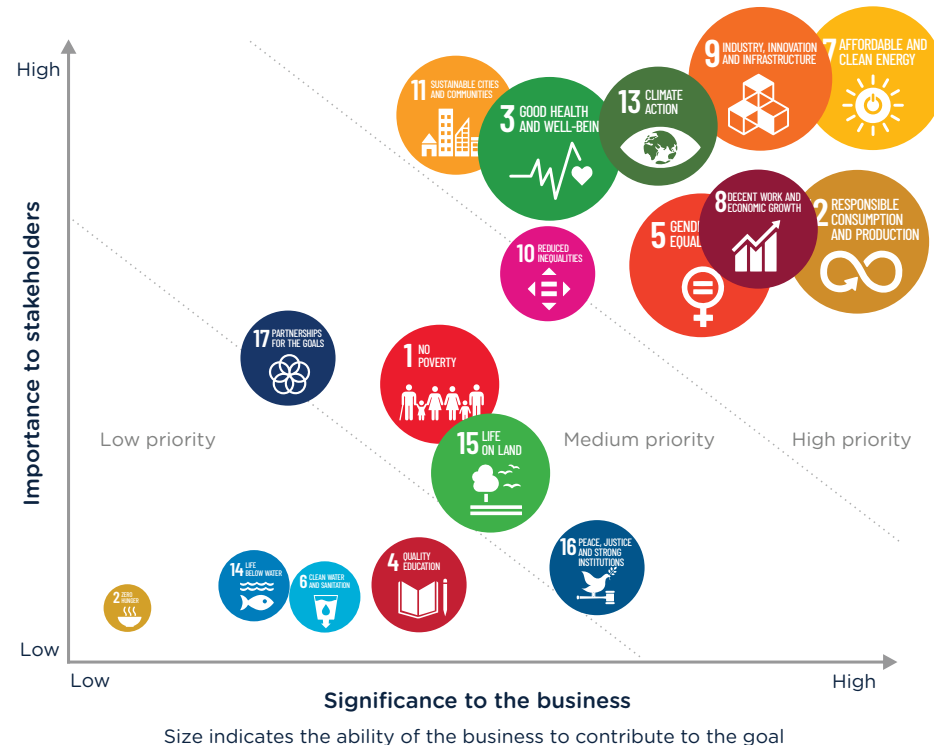 High
Importance to stakeholders
11 SUSTAINABLE CITIES
AND COMMUNITIES
3 GOOD HEALTH
AND WELL-BEIN
13 CLIMATE
ACTION
9 INDUSTRY, INNOVATION
AND INFRASTRUCTURE
7 AFFORDABLE AND
CLEAN ENERGY
10 REDUCED
INEQUALITIES
5 GEND
EQUAL
8 DECENT WORK AND
ECONOMIC GROWTH
2 RESPONSIBLE
CONSUMPTION
AND PRODUCTION
17 PARTNERSHIPS
FOR THE GOALS
1 NO
POVERTY
15 LIFE
ON LAND
Low priority
Medium priority
High priority
2 ZERO
HUNGER
14 LIFE
BELOW WATER
6 CLEAN WATER
AND SANITATION
4 QUALITY
EDUCATION
16 PEACE, JUSTICE
AND STRONG
INSTITUTIONS
Low
Low
High
Significance to the business
Size indicates the ability of the business to contribute to the goal